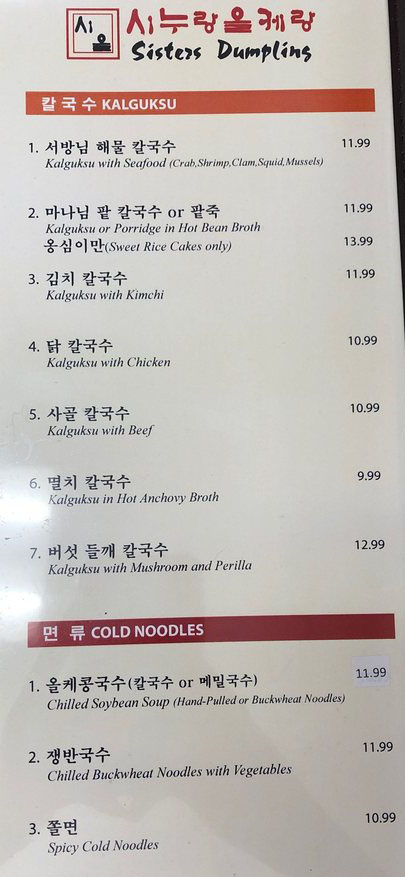 시올
시누랑올케랑
Sisters Dumpling
칼국수 KALGUKSU
1. 서방님 해물 칼국수 11.99
Kalguksu with Seafood (Crab,Shrimp,Clam,Squid,Mussels)
2. 마나님 팥 칼국수 or 팥죽 11.99
Kalguksu or Porridge in Hot Bean Broth
옹심이만(Sweet Rice Cakes only) 13.99
3. 김치 칼국수 11.99
Kalguksu with Kimchi
4. 닭 칼국수 10.99
Kalguksu with Chicken
5. 사골 칼국수 10.99
Kalguksu with Beef
6. 멸치 칼국수 9.99
Kalguksu in Hot Anchovy Broth
7. 버섯 들깨 칼국수 12.99
Kalguksu with Mushroom and Perilla
면 류 COLD NOODLES
1. 올케콩국수(칼국수 or 메밀국수) 11.99
Chilled Soybean Soup (Hand-Pulled or Buckwheat Noodles)
2. 쟁반국수 11.99
Chilled Buckwheat Noodles with Vegetables
3. 쫄면 10.99
Spicy Cold Noodles